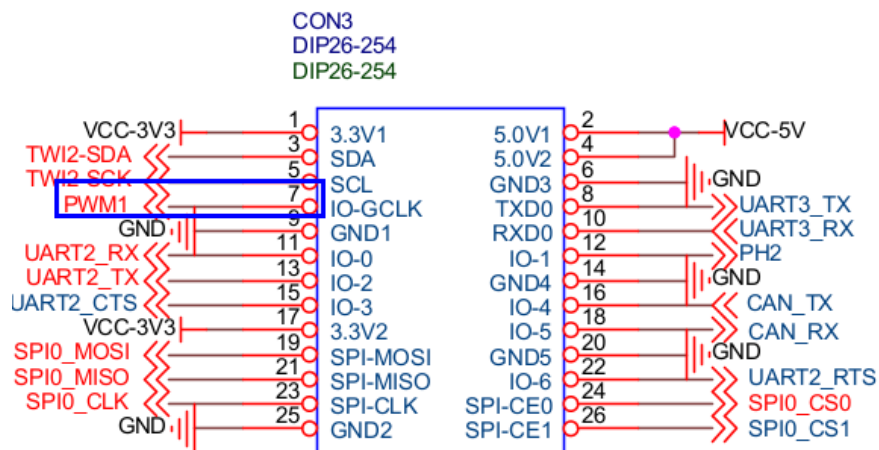 CON3
DIP26-254
DIP26-254
VCC-3V3 1 3.3V1 5.0V1 2 VCC-5V
TWI2-SDA 3 SDA 5.0V2 4
TWI2-SCK 5 SCL GND3 6 GND
PWM1 7 IO-GCLK TXD0 8 UART3_TX
GND 9 GND1 RXD0 10 UART3_RX
UART2_RX 11 IO-0 IO-1 12 PH2
UART2_TX 13 IO-2 GND4 14 GND
UART2_CTS 15 IO-3 IO-4 16 CAN_TX
VCC-3V3 17 3.3V2 IO-5 18 CAN_RX
SPI0_MOSI 19 SPI-MOSI GND5 20 GND
SPI0_MISO 21 SPI-MISO IO-6 22 UART2_RTS
SPI0_CLK 23 SPI-CLK SPI-CE0 24 SPI0_CS0
GND 25 GND2 SPI-CE1 26 SPI0_CS1